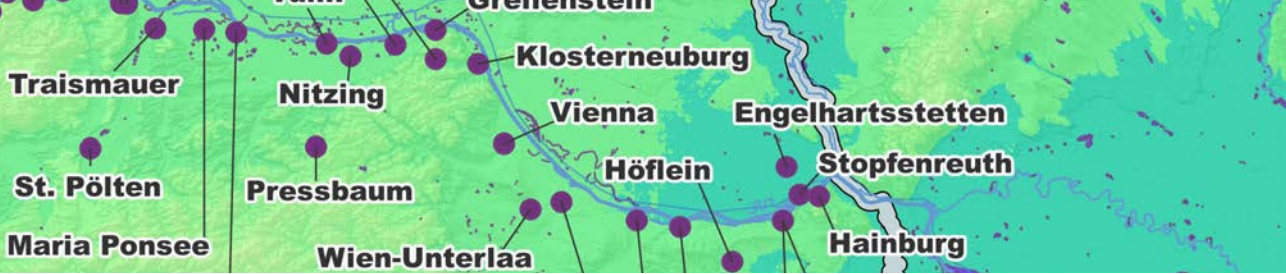 Greifenstein
Klosterneuburg
Traismauer
Nitzing
Vienna
Engelhartsstetten
Höflein
Stopfenreuth
St. Pölten
Pressbaum
Maria Ponsee
Wien-Unterlaa
Hainburg